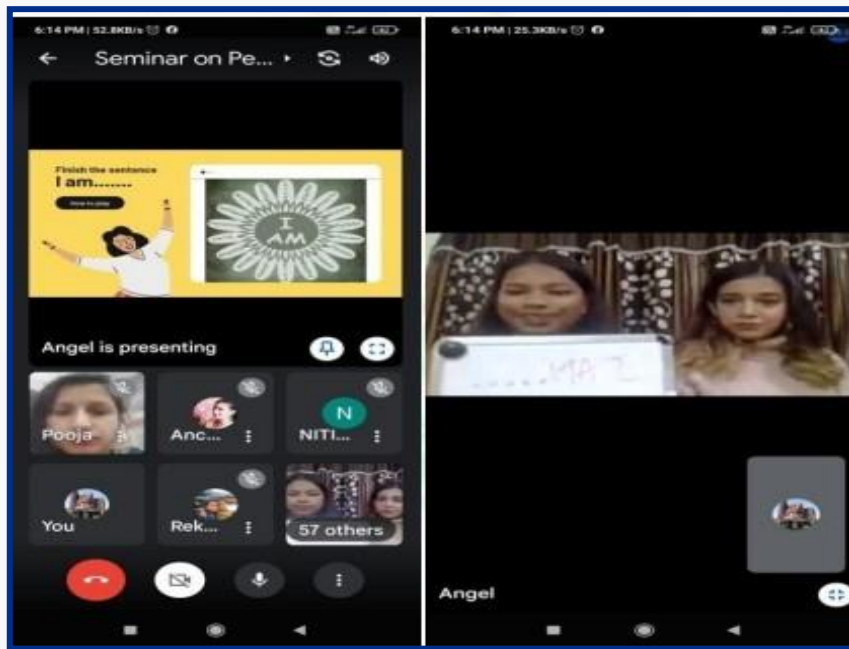 6:14 PM | 52.8KB/s
Seminar on Pe...
Finish the sentence
I am.......
How to play
I
AM
Angel is presenting
Pooja
Anc...
N
NITI...
You
Rek...
57 others
6:14 PM | 25.3KB/s
I AM.....
Angel